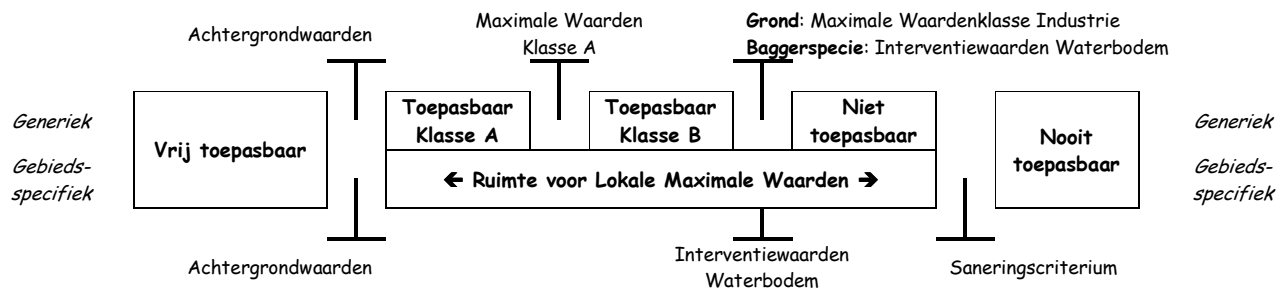 Achtergrondwaarden
Maximale Waarden
Klasse A
Grond: Maximale Waardenklasse Industrie
Baggerspecie: Interventiewaarden Waterbodem
Generiek
Gebieds-
specifiek
Vrij toepasbaar
Toepasbaar
Klasse A
Toepasbaar
Klasse B
Niet
toepasbaar
← Ruimte voor Lokale Maximale Waarden →
Nooit
toepasbaar
Generiek
Gebieds-
specifiek
Achtergrondwaarden
Interventiewaarden
Waterbodem
Saneringscriterium